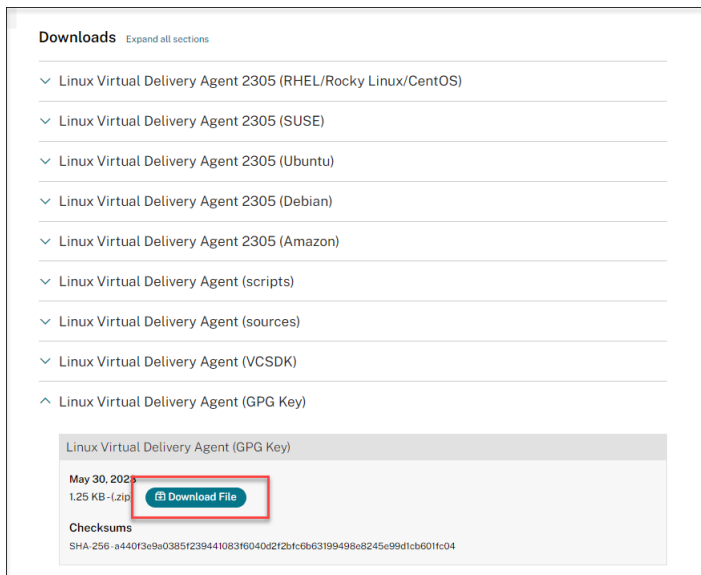 Downloads Expand all sections
Linux Virtual Delivery Agent 2305 (RHEL/Rocky Linux/CentOS)
Linux Virtual Delivery Agent 2305 (SUSE)
Linux Virtual Delivery Agent 2305 (Ubuntu)
Linux Virtual Delivery Agent 2305 (Debian)
Linux Virtual Delivery Agent 2305 (Amazon)
Linux Virtual Delivery Agent (scripts)
Linux Virtual Delivery Agent (sources)
Linux Virtual Delivery Agent (VCSDK)
Linux Virtual Delivery Agent (GPG Key)
Linux Virtual Delivery Agent (GPG Key)
May 30, 2023
1.25 KB - (.zip) Download File
Checksums
SHA-256 - a440f3e9a0385f239441083f6040d2f2bfc6b63199498e8245e99d1cb601fc04